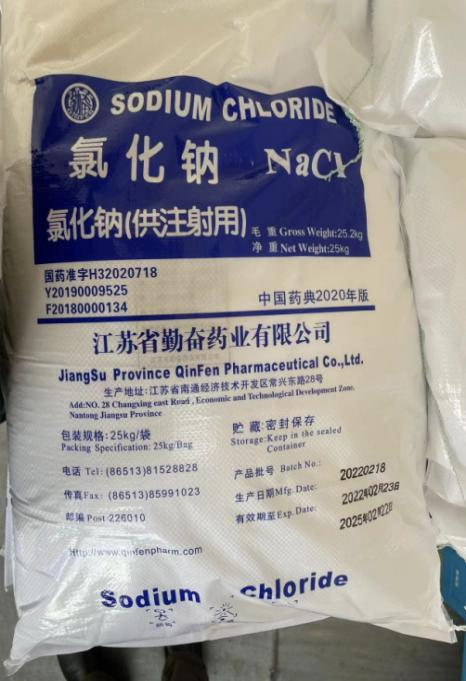 SODIUM CHLORIDE
氯化钠 NaCl
氯化钠(供注射用)
毛 重 Gross Weight:25.2kg
净 重 Net Weight:25kg
国药准字H32020718
Y20190009525
F20180000134
中国药典2020年版
江苏省勤奋药业有限公司
JiangSu Province QinFen Pharmaceutical Co.,Ltd.
生产地址:江苏省南通经济技术开发区常兴东路28号
Add:NO. 28 Changxing east Road , Economic and Technological Development Zone,
Nantong Jiangsu Province
包装规格:25kg/袋
Packing Specification: 25kg/Bag
贮 藏:密封保存
Storage:Keep in the sealed
Container
电话 Tel: (86513)81528828
传真Fax: (86513)85991023
邮编 Post 226010
产品批号 Batch No.: 20220218
生产日期Mfg.Date: 2022年02月23日
有效期至Exp.Date: 2025年02月22日
Http://www.qinfenpharm.com
Sodium Chloride